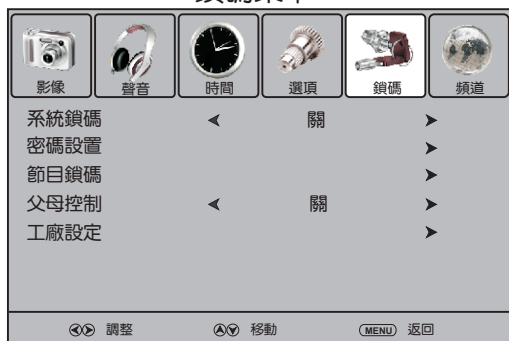 影像 聲音 時間 選項 鎖碼 頻道
系統鎖碼 關
密碼設置
節目鎖碼
父母控制 關
工廠設定
調整 移動 MENU 返回